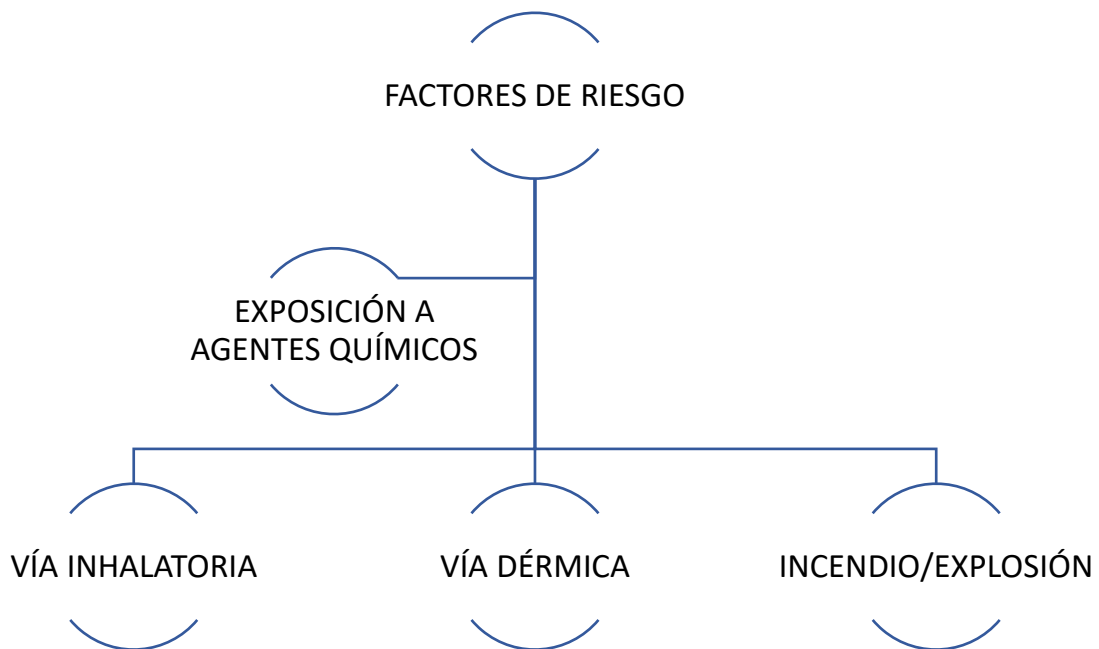 FACTORES DE RIESGO
EXPOSICIÓN A
AGENTES QUÍMICOS
VÍA INHALATORIA
VÍA DÉRMICA
INCENDIO/EXPLOSIÓN